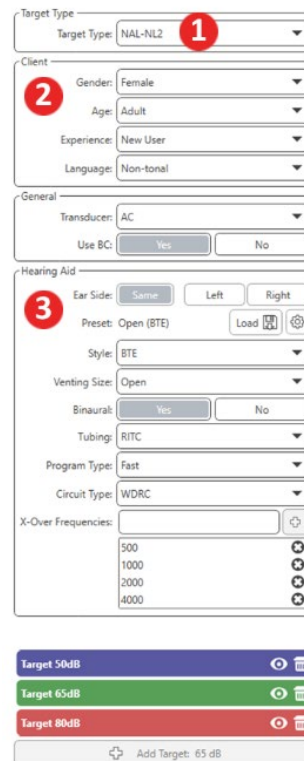 Target Type
Target Type: NAL-NL2
1
Client
2
Gender: Female
Age: Adult
Experience: New User
Language: Non-tonal
General
Transducer: AC
Use BC: Yes No
Hearing Aid
3
Ear Side: Same Left Right
Preset: Open (BTE) Load
Style: BTE
Venting Size: Open
Binaural: Yes No
Tubing: RITC
Program Type: Fast
Circuit Type: WDRC
X-Over Frequencies:
500
1000
2000
4000
Target 50dB
Target 65dB
Target 80dB
Add Target: 65 dB